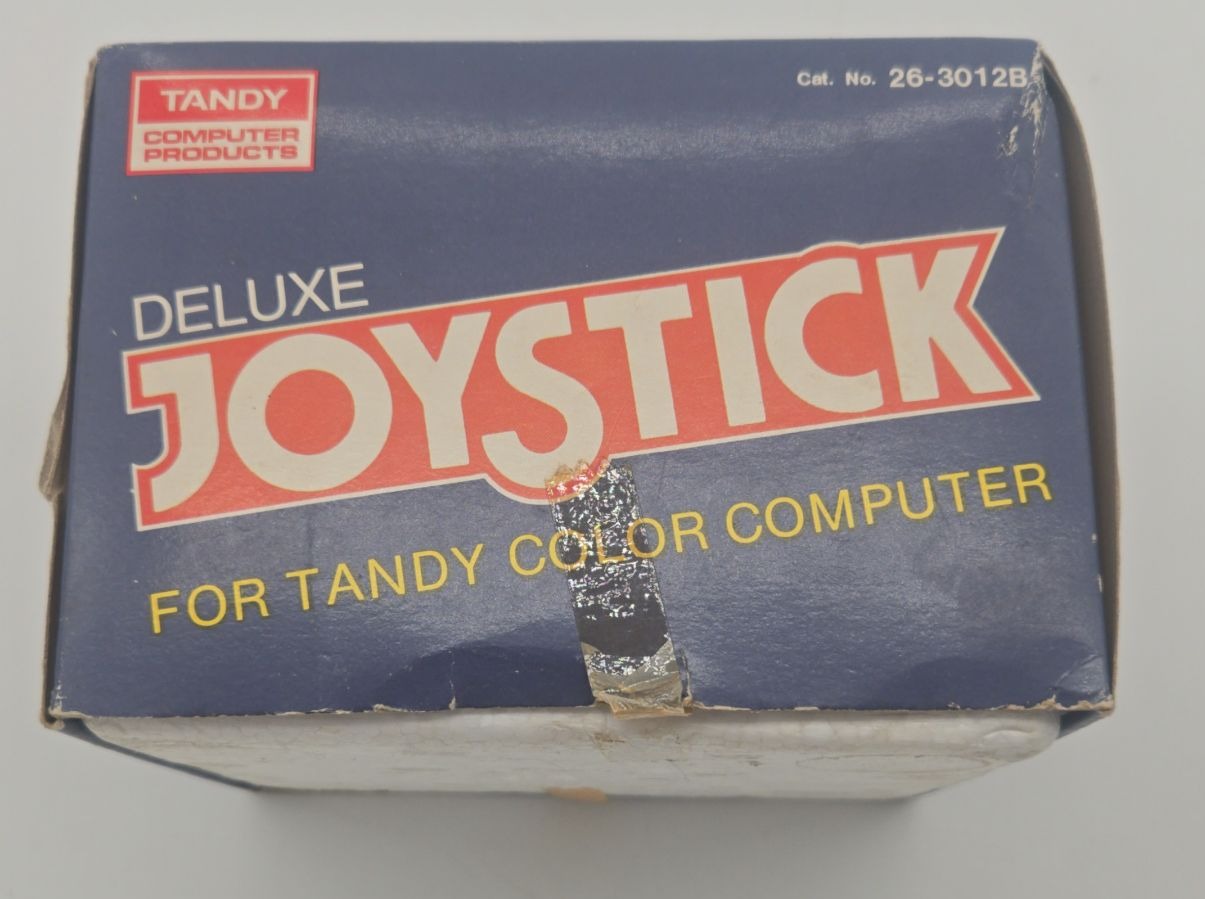 TANDY
COMPUTER
PRODUCTS
Cat. No. 26-3012B
DELUXE
JOYSTICK
FOR TANDY COLOR COMPUTER